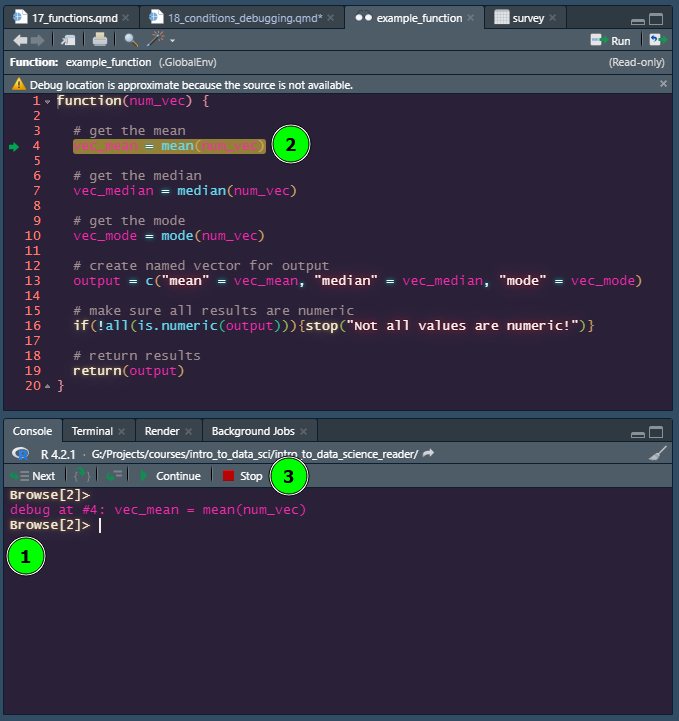 17_functions.qmd × 18_conditions_debugging.qmd* × example_function × survey ×
Run
Function: example_function (.GlobalEnv) (Read-only)
Debug location is approximate because the source is not available.
1 function(num_vec) {
2
3 # get the mean
4 vec_mean = mean(num_vec) 2
5
6 # get the median
7 vec_median = median(num_vec)
8
9 # get the mode
10 vec_mode = mode(num_vec)
11
12 # create named vector for output
13 output = c("mean" = vec_mean, "median" = vec_median, "mode" = vec_mode)
14
15 # make sure all results are numeric
16 if(!all(is.numeric(output))){stop("Not all values are numeric!")}
17
18 # return results
19 return(output)
20 }
Console Terminal × Render × Background Jobs ×
R 4.2.1 · G:/Projects/courses/intro_to_data_sci/intro_to_data_science_reader/
Next {} Continue Stop 3
Browse[2]>
debug at #4: vec_mean = mean(num_vec)
Browse[2]>
1